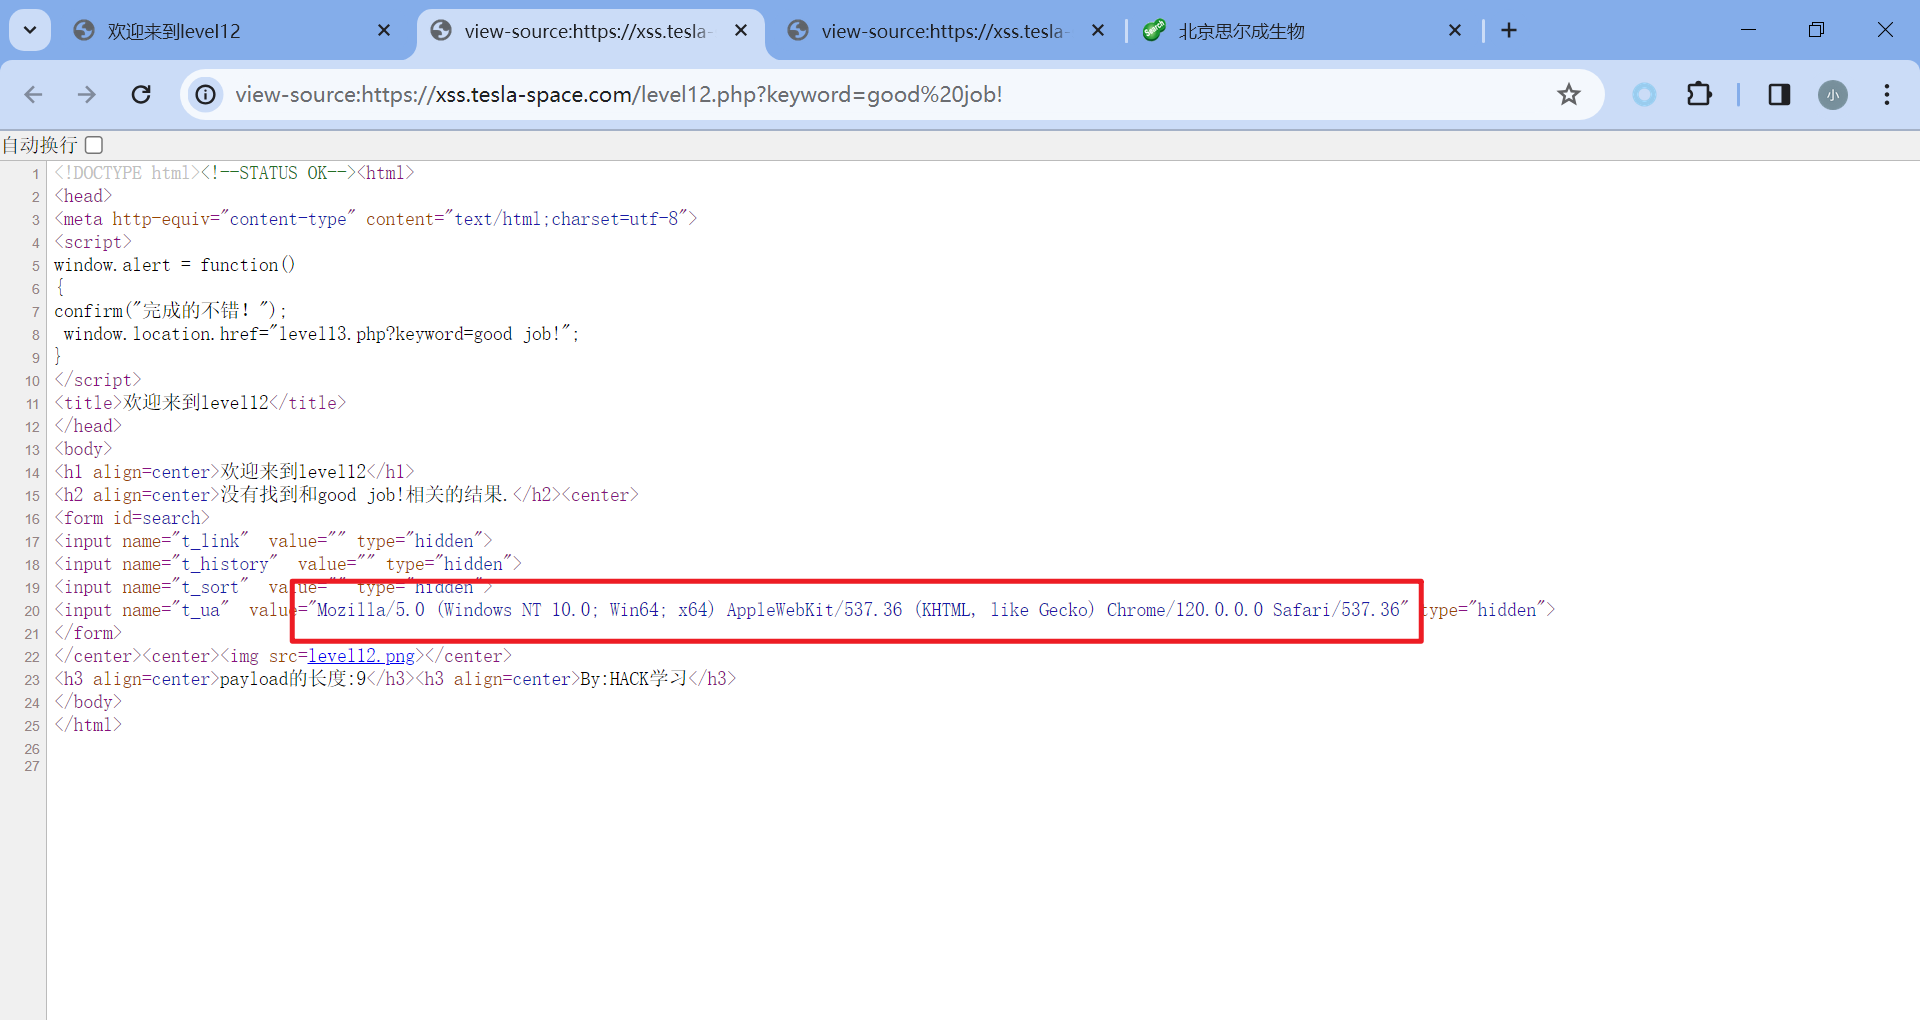 欢迎来到level12
view-source:https://xss.tesla-
view-source:https://xss.tesla-
北京思尔成生物
view-source:https://xss.tesla-space.com/level12.php?keyword=good%20job!
小
自动换行
1 <!DOCTYPE html><!--STATUS OK--><html>
2 <head>
3 <meta http-equiv="content-type" content="text/html;charset=utf-8">
4 <script>
5 window.alert = function()
6 {
7 confirm("完成的不错！");
8  window.location.href="level13.php?keyword=good job!";
9 }
10 </script>
11 <title>欢迎来到level12</title>
12 </head>
13 <body>
14 <h1 align=center>欢迎来到level12</h1>
15 <h2 align=center>没有找到和good job!相关的结果.</h2><center>
16 <form id=search>
17 <input name="t_link"  value="" type="hidden">
18 <input name="t_history"  value="" type="hidden">
19 <input name="t_sort"  value="" type="hidden">
20 <input name="t_ua"  value="Mozilla/5.0 (Windows NT 10.0; Win64; x64) AppleWebKit/537.36 (KHTML, like Gecko) Chrome/120.0.0.0 Safari/537.36" type="hidden">
21 </form>
22 </center><center><img src=level12.png></center>
23 <h3 align=center>payload的长度:9</h3><h3 align=center>By:HACK学习</h3>
24 </body>
25 </html>
26
27